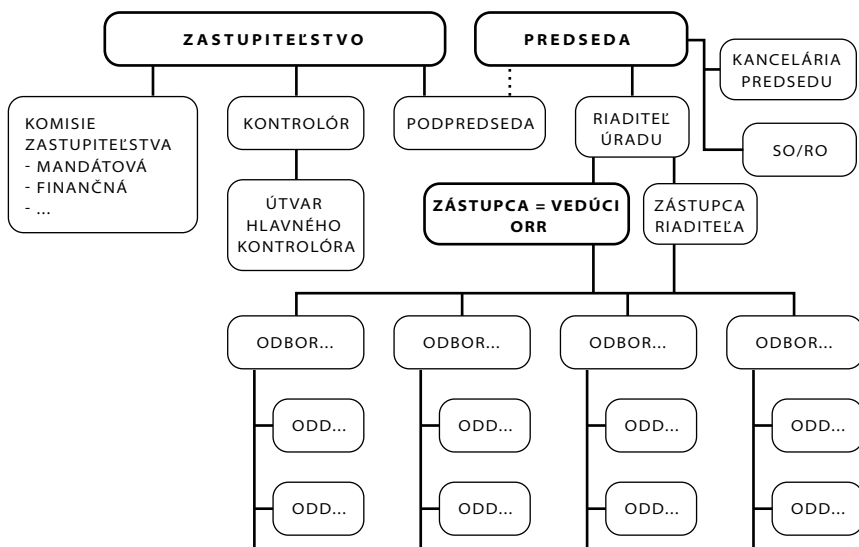 ZASTUPITEĽSTVO
PREDSEDA
KANCELÁRIA
PREDSEDU
KOMISIE
ZASTUPITEĽSTVA
- MANDÁTOVÁ
- FINANČNÁ
- ...
KONTROLÓR
PODPREDSEDA
RIADITEĽ
ÚRADU
SO/RO
ÚTVAR
HLAVNÉHO
KONTROLÓRA
ZÁSTUPCA = VEDÚCI
ORR
ZÁSTUPCA
RIADITEĽA
ODBOR...
ODBOR...
ODBOR...
ODBOR...
ODD...
ODD...
ODD...
ODD...
ODD...
ODD...
ODD...
ODD...